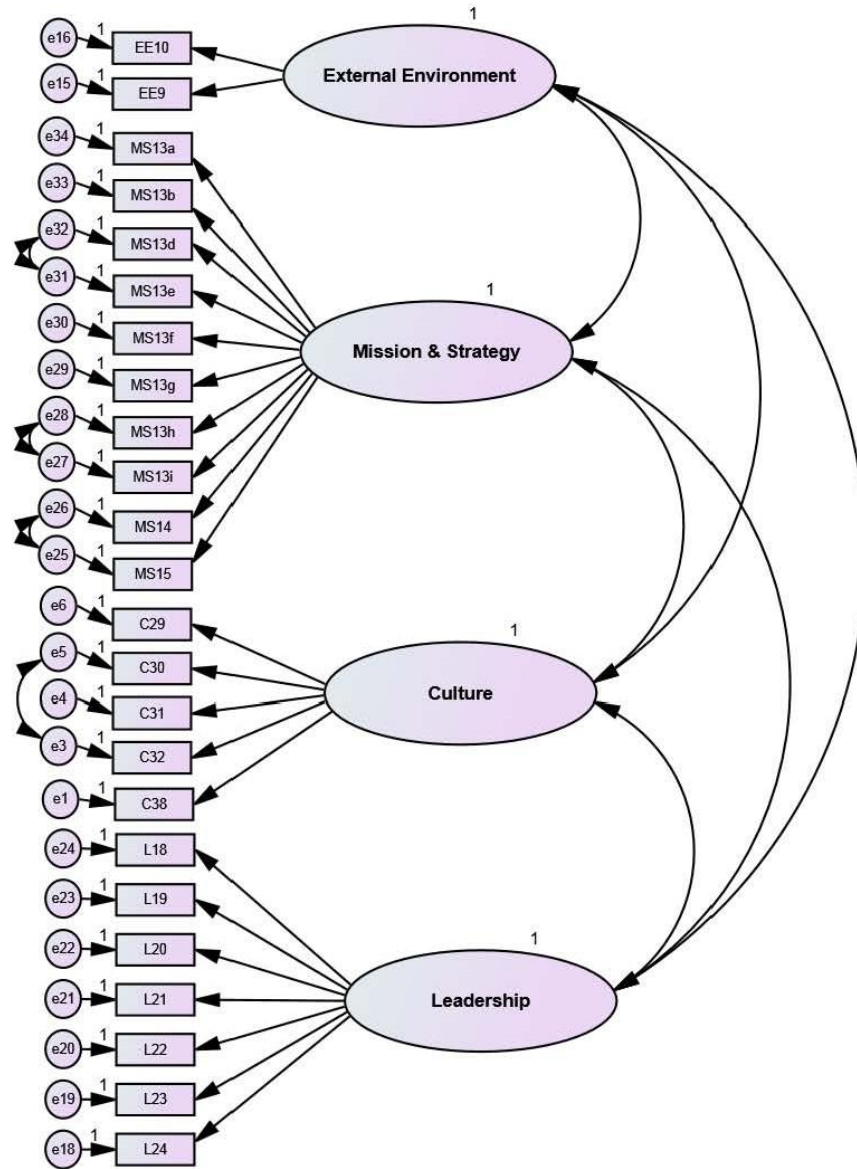 1
e16 1 EE10
External Environment
e15 1 EE9
e34 1 MS13a
e33 1 MS13b
e32 1 MS13d
e31 1 MS13e
1
e30 1 MS13f
Mission & Strategy
e29 1 MS13g
e28 1 MS13h
e27 1 MS13i
e26 1 MS14
e25 1 MS15
e6 1 C29
1
e5 1 C30
Culture
e4 1 C31
e3 1 C32
e1 1 C38
e24 1 L18
e23 1 L19
1
e22 1 L20
e21 1 L21
Leadership
e20 1 L22
e19 1 L23
e18 1 L24